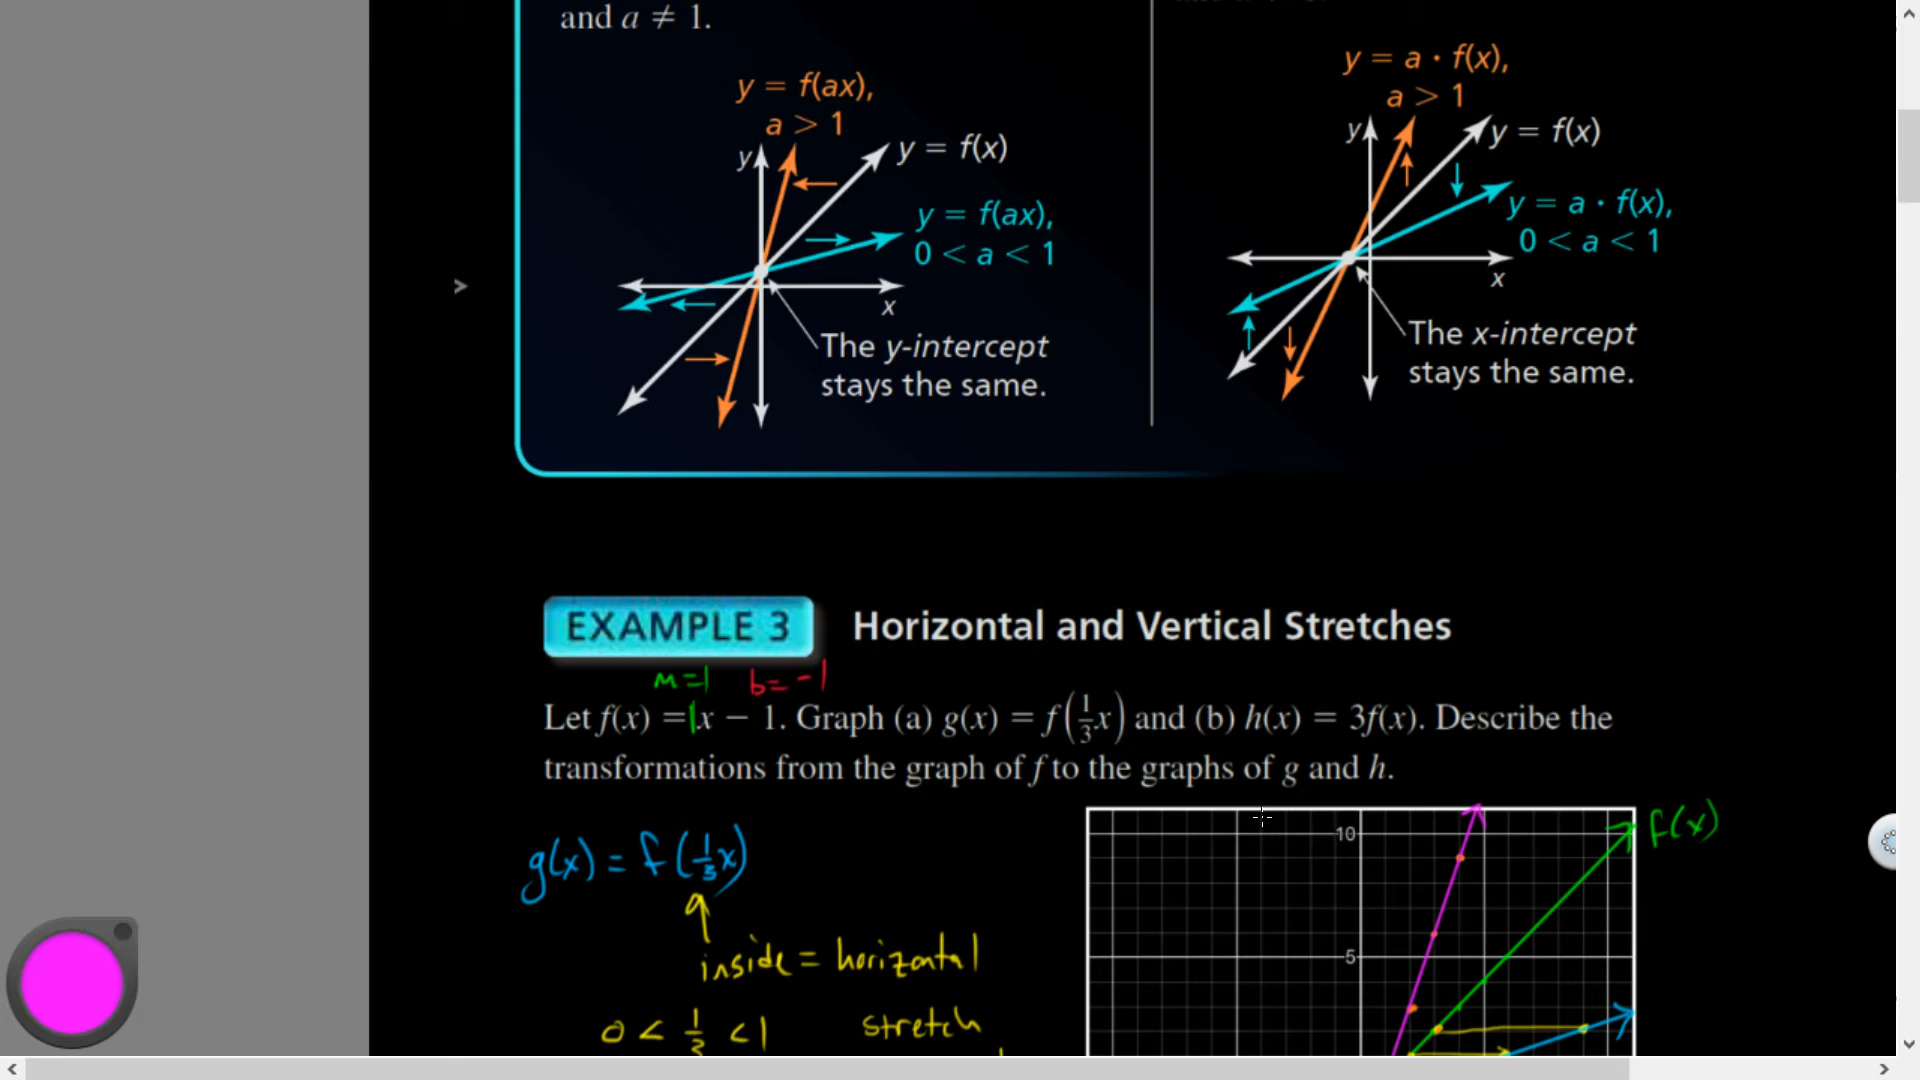 and a ≠ 1.
y = f(ax),
a > 1
y
y = f(x)
y = f(ax),
0 < a < 1
x
The y-intercept
stays the same.
y = a · f(x),
a > 1
y
y = f(x)
y = a · f(x),
0 < a < 1
x
The x-intercept
stays the same.
EXAMPLE 3 Horizontal and Vertical Stretches
m=1 b=-1
Let f(x) =1x − 1. Graph (a) g(x) = f(1/3 x) and (b) h(x) = 3f(x). Describe the
transformations from the graph of f to the graphs of g and h.
g(x) = f(1/3 x)
inside = horizontal
0 < 1/3 < 1 stretch
10
f(x)
5